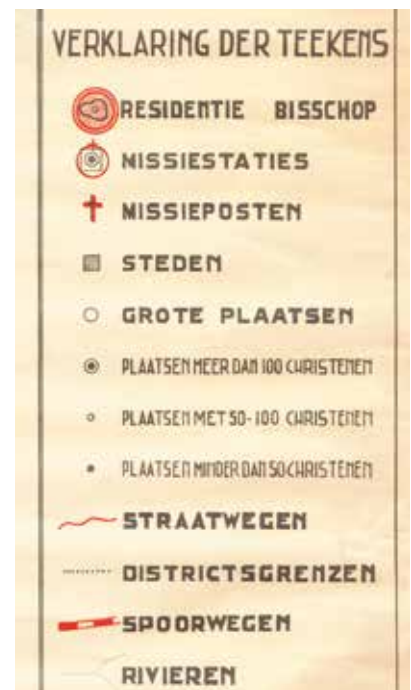 VERKLARING DER TEEKENS
RESIDENTIE BISSCHOP
MISSIESTATIES
MISSIEPOSTEN
STEDEN
GROTE PLAATSEN
PLAATSEN MEER DAN 100 CHRISTENEN
PLAATSEN MET 50-100 CHRISTENEN
PLAATSEN MINDER DAN 50 CHRISTENEN
STRAATWEGEN
DISTRICTSGRENZEN
SPOORWEGEN
RIVIEREN